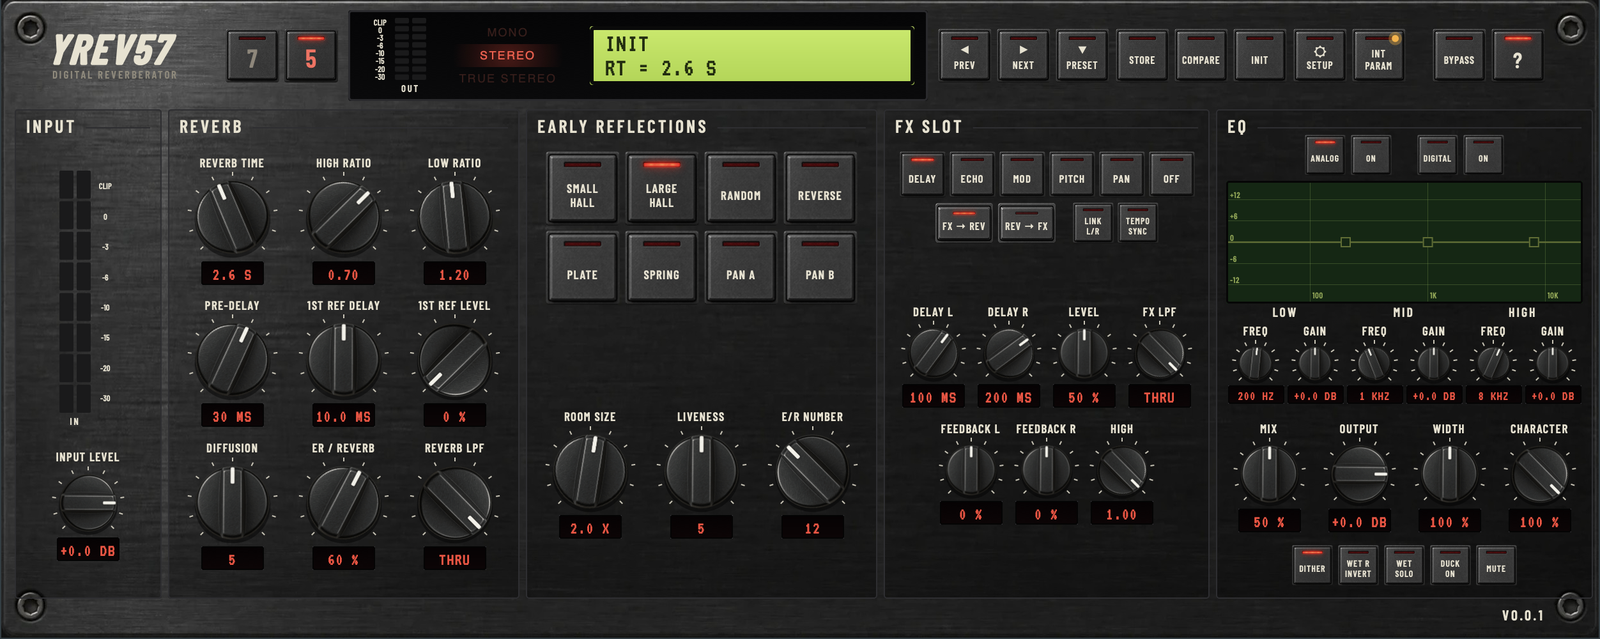 YREV57
DIGITAL REVERBERATOR
7
5
CLIP
0
-3
-6
-10
-15
-20
-30
OUT
MONO
STEREO
TRUE STEREO
INIT
RT = 2.6 S
PREV
NEXT
PRESET
STORE
COMPARE
INIT
SETUP
INT
PARAM
BYPASS
?
INPUT
CLIP
0
-3
-6
-10
-15
-20
-30
IN
INPUT LEVEL
+0.0 DB
REVERB
REVERB TIME
HIGH RATIO
LOW RATIO
2.6 S
0.70
1.20
PRE-DELAY
1ST REF DELAY
1ST REF LEVEL
30 MS
10.0 MS
0 %
DIFFUSION
ER / REVERB
REVERB LPF
5
60 %
THRU
EARLY REFLECTIONS
SMALL
HALL
LARGE
HALL
RANDOM
REVERSE
PLATE
SPRING
PAN A
PAN B
ROOM SIZE
LIVENESS
E/R NUMBER
2.0 X
5
12
FX SLOT
DELAY
ECHO
MOD
PITCH
PAN
OFF
FX → REV
REV → FX
LINK
L/R
TEMPO
SYNC
DELAY L
DELAY R
LEVEL
FX LPF
100 MS
200 MS
50 %
THRU
FEEDBACK L
FEEDBACK R
HIGH
0 %
0 %
1.00
EQ
ANALOG
ON
DIGITAL
ON
+12
+6
0
-6
-12
100
1K
10K
LOW
MID
HIGH
FREQ
GAIN
FREQ
GAIN
FREQ
GAIN
200 HZ
+0.0 DB
1 KHZ
+0.0 DB
8 KHZ
+0.0 DB
MIX
OUTPUT
WIDTH
CHARACTER
50 %
+0.0 DB
100 %
100 %
DITHER
WET R
INVERT
WET
SOLO
DUCK
ON
MUTE
V0.0.1